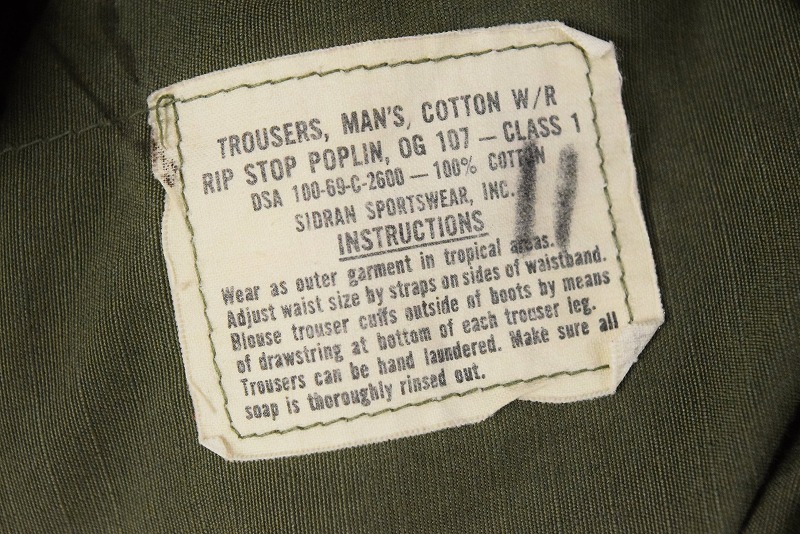 TROUSERS, MAN'S, COTTON W/R
RIP STOP POPLIN, OG 107 — CLASS 1
DSA 100-69-C-2600 — 100% COTTON
SIDRAN SPORTSWEAR, INC.
11
INSTRUCTIONS
Wear as outer garment in tropical areas.
Adjust waist size by straps on sides of waistband.
Blouse trouser cuffs outside of boots by means
of drawstring at bottom of each trouser leg.
Trousers can be hand laundered. Make sure all
soap is thoroughly rinsed out.